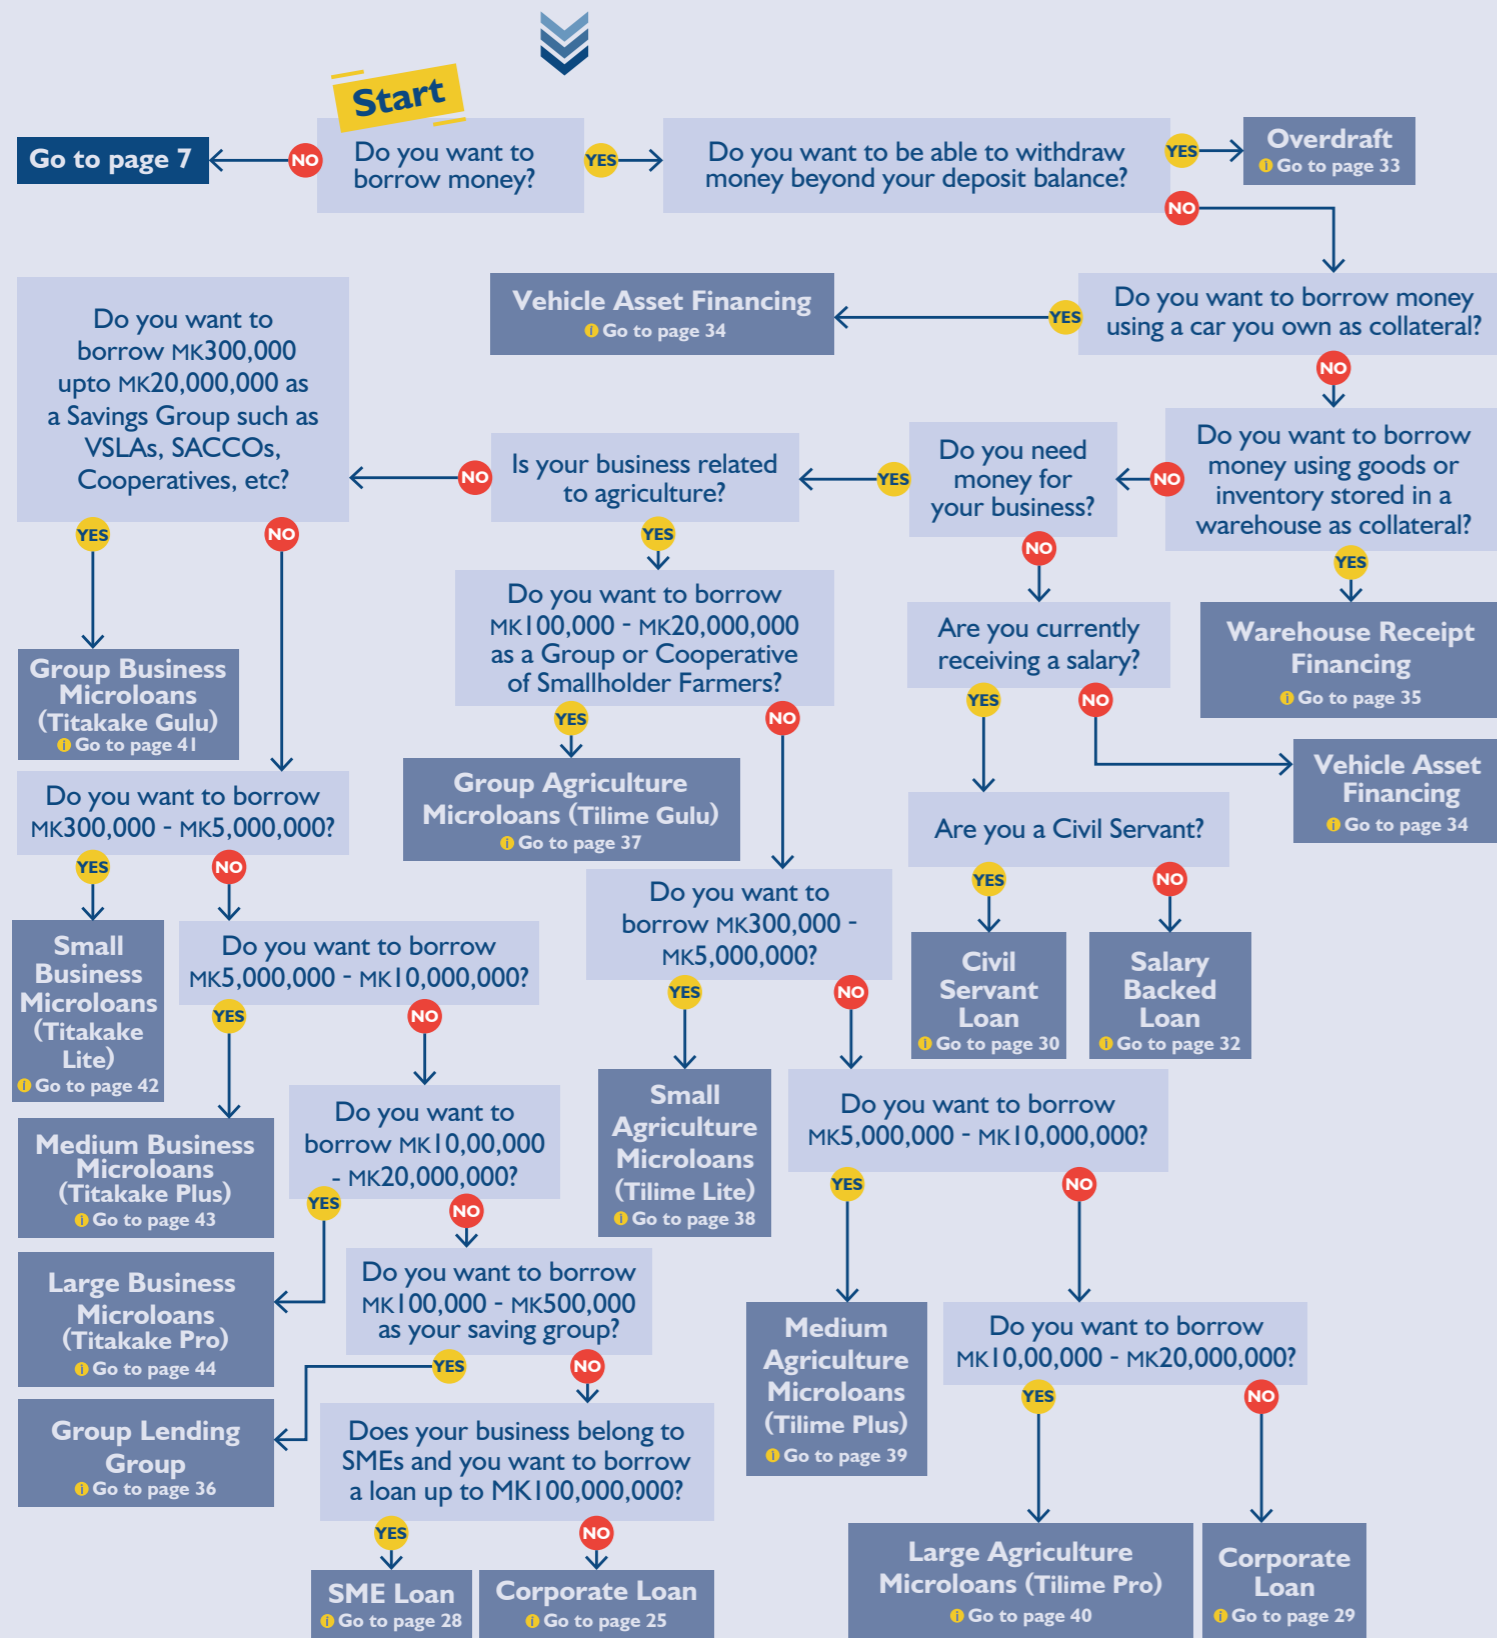 Start
Do you want to
borrow money?
NO
Go to page 7
YES
Do you want to be able to withdraw
money beyond your deposit balance?
YES
Overdraft
i Go to page 33
NO
Do you want to borrow money
using a car you own as collateral?
YES
Vehicle Asset Financing
i Go to page 34
NO
Do you want to borrow
money using goods or
inventory stored in a
warehouse as collateral?
YES
Warehouse Receipt
Financing
i Go to page 35
NO
Do you need
money for
your business?
NO
Are you currently
receiving a salary?
NO
Vehicle Asset
Financing
i Go to page 34
YES
Are you a Civil Servant?
YES
Civil
Servant
Loan
i Go to page 30
NO
Salary
Backed
Loan
i Go to page 32
YES
Is your business related
to agriculture?
YES
Do you want to borrow
MK100,000 - MK20,000,000
as a Group or Cooperative
of Smallholder Farmers?
YES
Group Agriculture
Microloans (Tilime Gulu)
i Go to page 37
NO
Do you want to
borrow MK300,000 -
MK5,000,000?
YES
Small
Agriculture
Microloans
(Tilime Lite)
i Go to page 38
NO
Do you want to borrow
MK5,000,000 - MK10,000,000?
YES
Medium
Agriculture
Microloans
(Tilime Plus)
i Go to page 39
NO
Do you want to borrow
MK10,00,000 - MK20,000,000?
YES
Large Agriculture
Microloans (Tilime Pro)
i Go to page 40
NO
Corporate
Loan
i Go to page 29
NO
Do you want to
borrow MK300,000
upto MK20,000,000 as
a Savings Group such as
VSLAs, SACCOs,
Cooperatives, etc?
YES
Group Business
Microloans
(Titakake Gulu)
i Go to page 41
NO
Do you want to borrow
MK300,000 - MK5,000,000?
YES
Small
Business
Microloans
(Titakake
Lite)
i Go to page 42
NO
Do you want to borrow
MK5,000,000 - MK10,000,000?
YES
Medium Business
Microloans
(Titakake Plus)
i Go to page 43
NO
Do you want to
borrow MK10,00,000
- MK20,000,000?
YES
Large Business
Microloans
(Titakake Pro)
i Go to page 44
NO
Do you want to borrow
MK100,000 - MK500,000
as your saving group?
YES
Group Lending
Group
i Go to page 36
NO
Does your business belong to
SMEs and you want to borrow
a loan up to MK100,000,000?
YES
SME Loan
i Go to page 28
NO
Corporate Loan
i Go to page 25